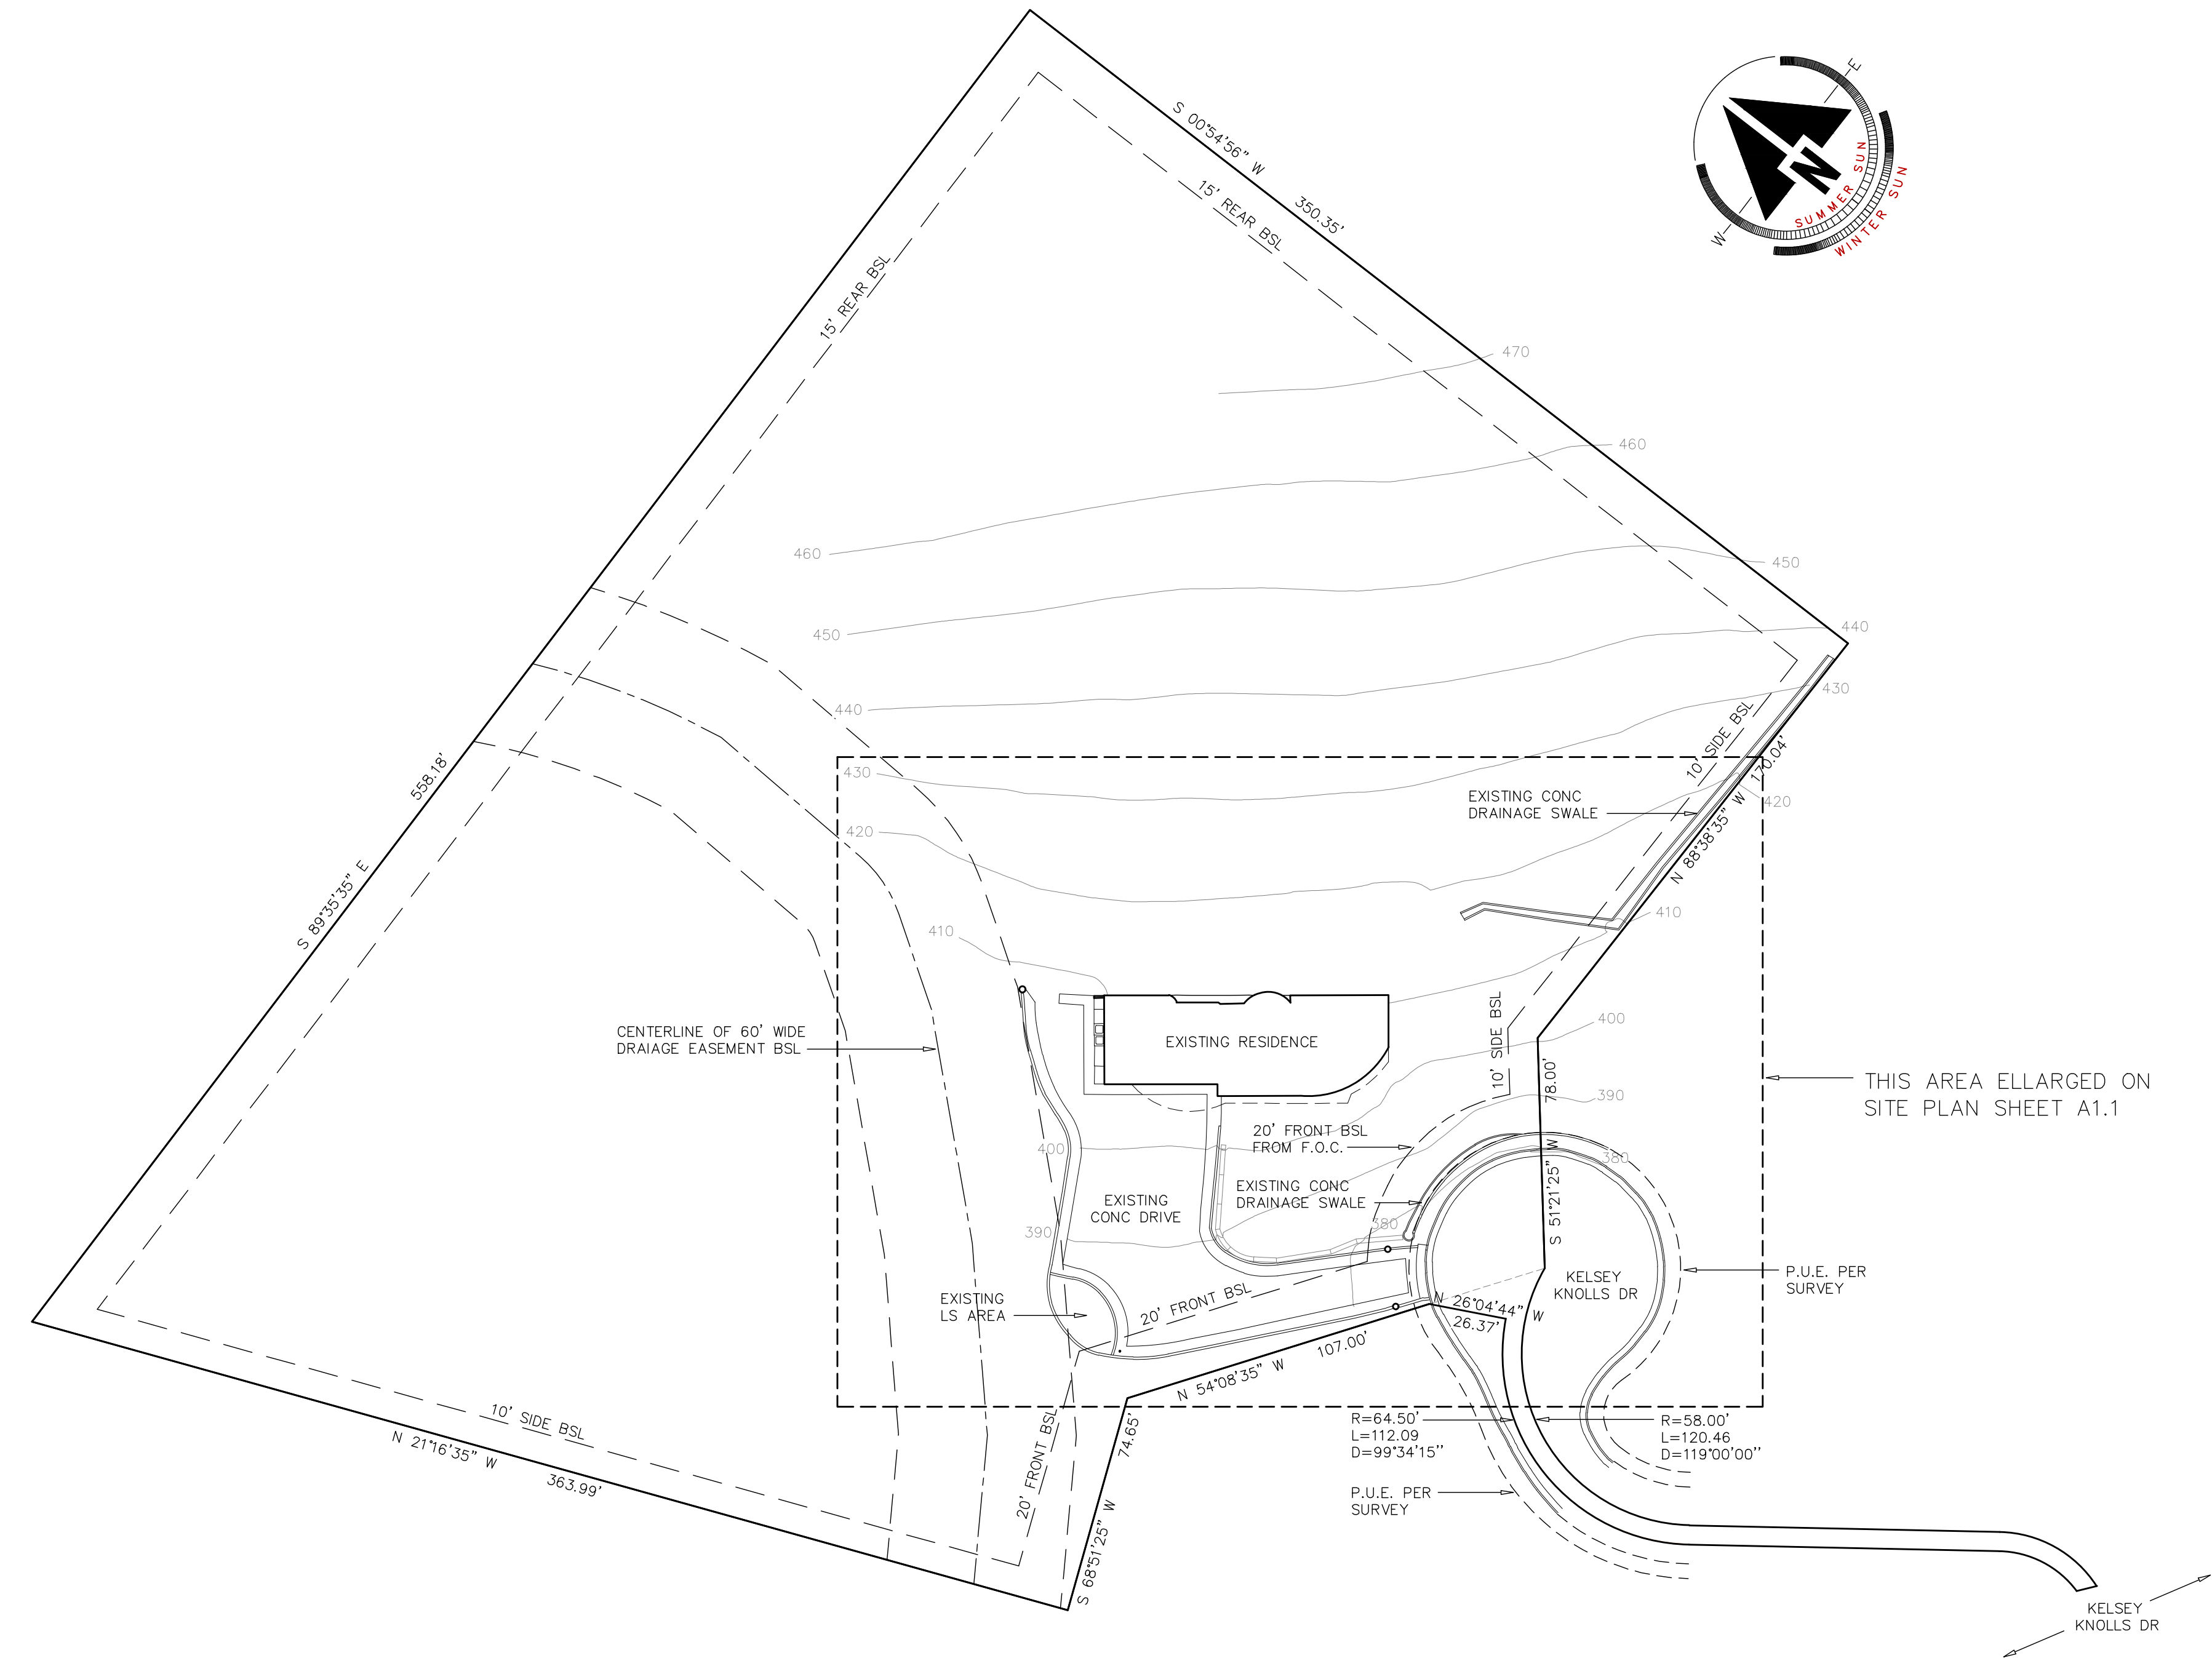 E
N
W
SUMMER SUN
WINTER SUN
S 00°54'56" W 350.35'
15' REAR BSL
15' REAR BSL
470
460
460
450
450
440
440
430
430
420
420
410
410
400
400
390
390
380
380
558.18'
S 89°35'35" E
10' SIDE BSL
170.04'
N 88°38'35" W
EXISTING CONC
DRAINAGE SWALE
CENTERLINE OF 60' WIDE
DRAIAGE EASEMENT BSL
EXISTING RESIDENCE
10' SIDE BSL
78.00'
S 51°21'25" W
THIS AREA ELLARGED ON
SITE PLAN SHEET A1.1
20' FRONT BSL
FROM F.O.C.
EXISTING CONC
DRAINAGE SWALE
EXISTING
CONC DRIVE
KELSEY
KNOLLS DR
P.U.E. PER
SURVEY
EXISTING
LS AREA
20' FRONT BSL
N 26°04'44" W
26.37'
N 54°08'35" W 107.00'
10' SIDE BSL
N 21°16'35" W 363.99'
20' FRONT BSL
74.65'
S 68°51'25" W
R=64.50'
L=112.09
D=99°34'15''
R=58.00'
L=120.46
D=119°00'00''
P.U.E. PER
SURVEY
KELSEY
KNOLLS DR